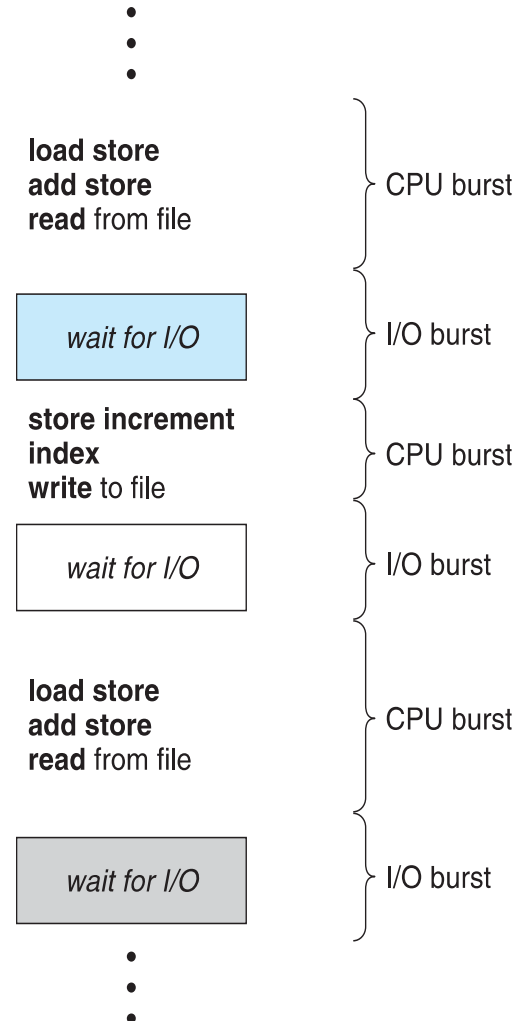 load store
add store
read from file
CPU burst
wait for I/O
I/O burst
store increment
index
write to file
CPU burst
wait for I/O
I/O burst
load store
add store
read from file
CPU burst
wait for I/O
I/O burst